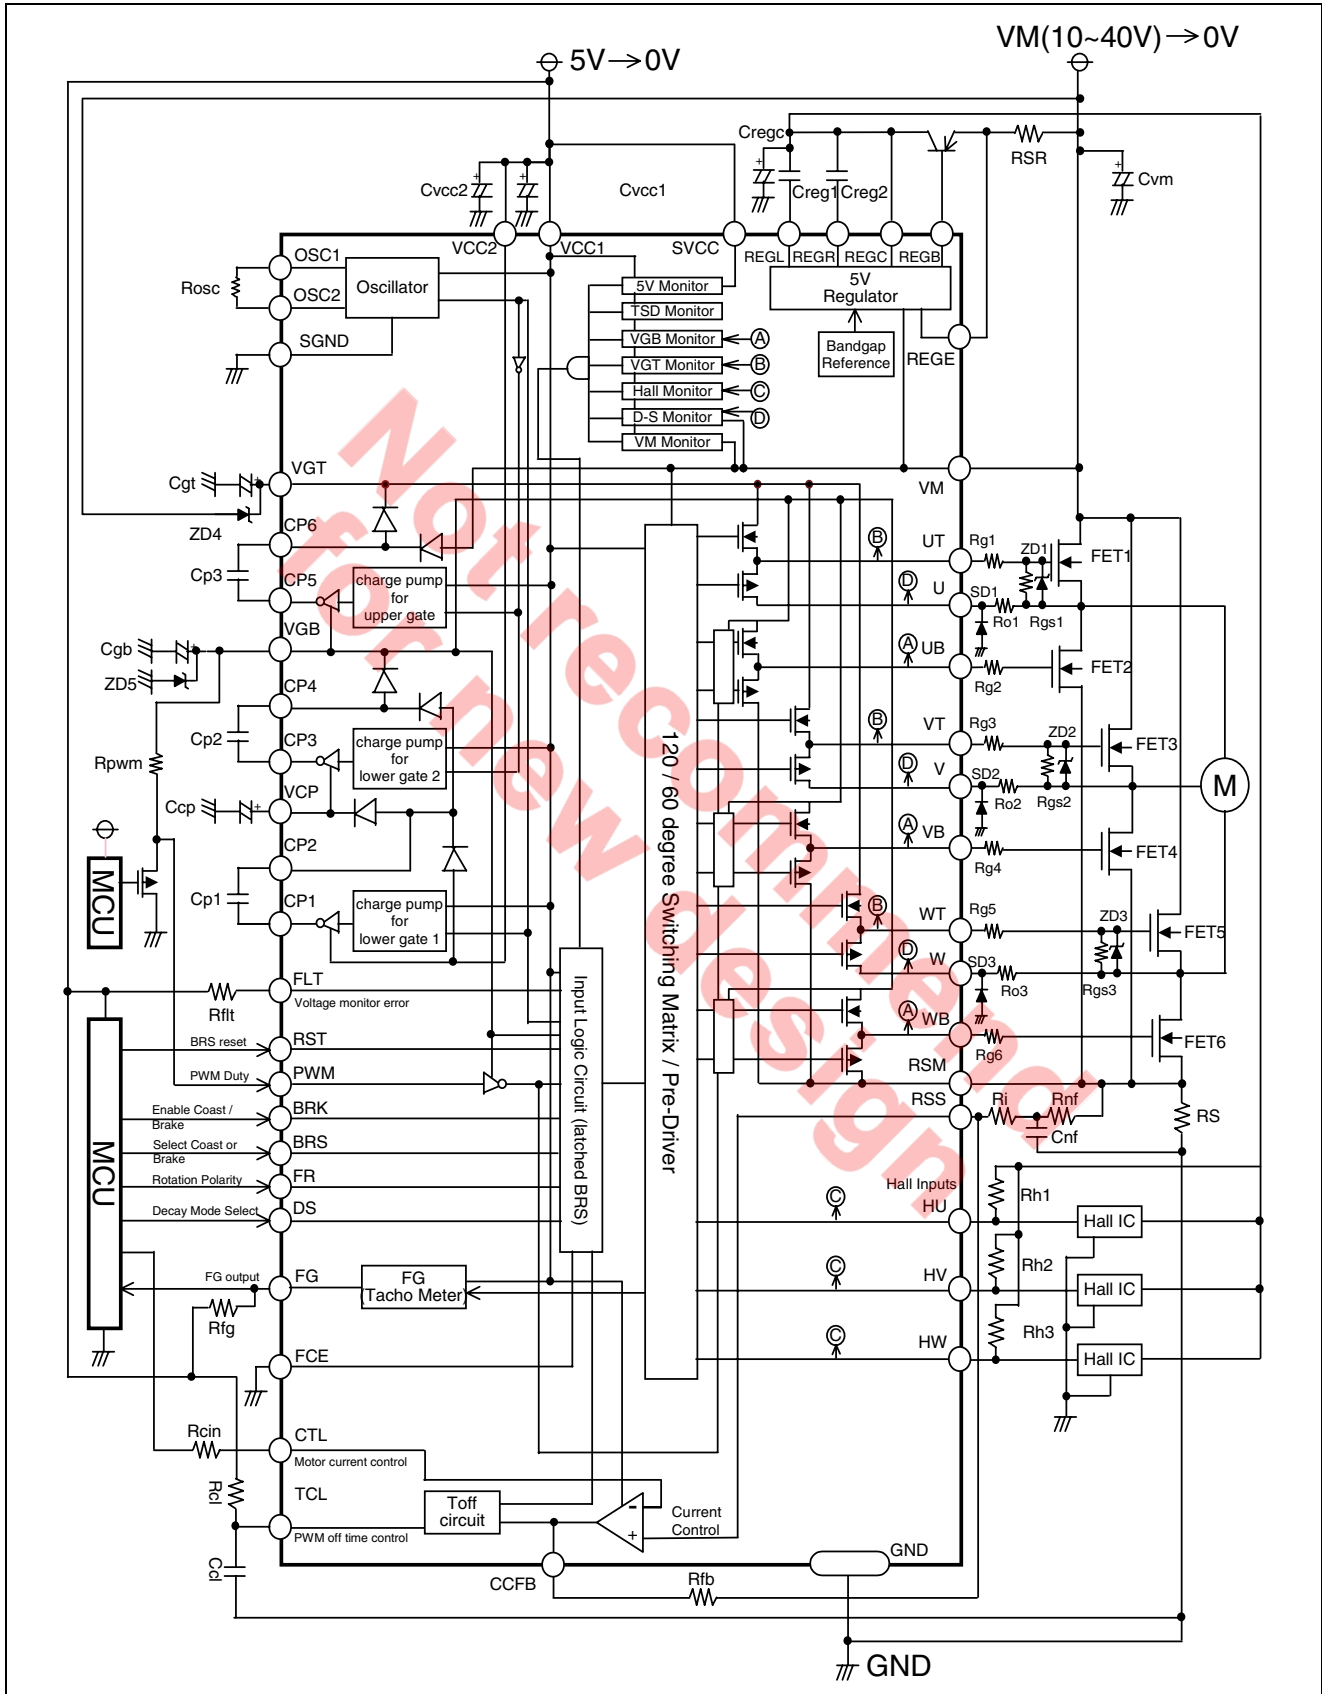 5V→0V
VM(10~40V)→0V
Cregc
RSR
Cvcc2
+
+
Cvcc1
+
Creg1
Creg2
+
Cvm
VCC2
VCC1
SVCC
REGL
REGR
REGC
REGB
OSC1
Rosc
OSC2
Oscillator
SGND
5V Monitor
TSD Monitor
VGB Monitor
A
VGT Monitor
B
Hall Monitor
C
D-S Monitor
D
VM Monitor
5V
Regulator
Bandgap
Reference
REGE
VGT
Cgt
+
ZD4
VM
CP6
Cp3
CP5
charge pump
for
upper gate
VGB
Cgb
+
ZD5
CP4
Cp2
CP3
charge pump
for
lower gate 2
Rpwm
VCP
Ccp
+
CP2
Cp1
CP1
charge pump
for
lower gate 1
MCU
B
UT
Rg1
ZD1
FET1
D
U
SD1
Ro1
Rgs1
A
UB
Rg2
FET2
B
VT
Rg3
ZD2
FET3
D
V
SD2
Ro2
Rgs2
M
A
VB
Rg4
FET4
B
WT
Rg5
ZD3
FET5
D
W
SD3
Ro3
Rgs3
A
WB
Rg6
FET6
RSM
RSS
Ri
Rnf
Cnf
RS
120 / 60 degree Switching Matrix / Pre-Driver
Input Logic Circuit (latched BRS)
FLT
Voltage monitor error
Rflt
BRS reset
RST
PWM Duty
PWM
Enable Coast /
Brake
BRK
Select Coast or
Brake
BRS
Rotation Polarity
FR
Decay Mode Select
DS
MCU
FG output
FG
Rfg
FG
(Tacho Meter)
FCE
Hall Inputs
C
HU
Rh1
Hall IC
C
HV
Rh2
Hall IC
C
HW
Rh3
Hall IC
Rcin
CTL
Motor current control
Rcl
TCL
PWM off time control
Ccl
Toff
circuit
-
+
Current
Control
CCFB
Rfb
GND
GND
Not recommend
for new design